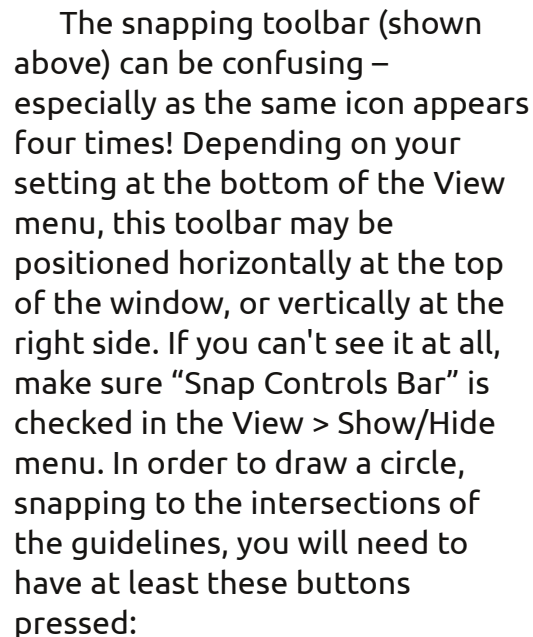 The snapping toolbar (shown
above) can be confusing –
especially as the same icon appears
four times! Depending on your
setting at the bottom of the View
menu, this toolbar may be
positioned horizontally at the top
of the window, or vertically at the
right side. If you can't see it at all,
make sure “Snap Controls Bar” is
checked in the View > Show/Hide
menu. In order to draw a circle,
snapping to the intersections of
the guidelines, you will need to
have at least these buttons
pressed: